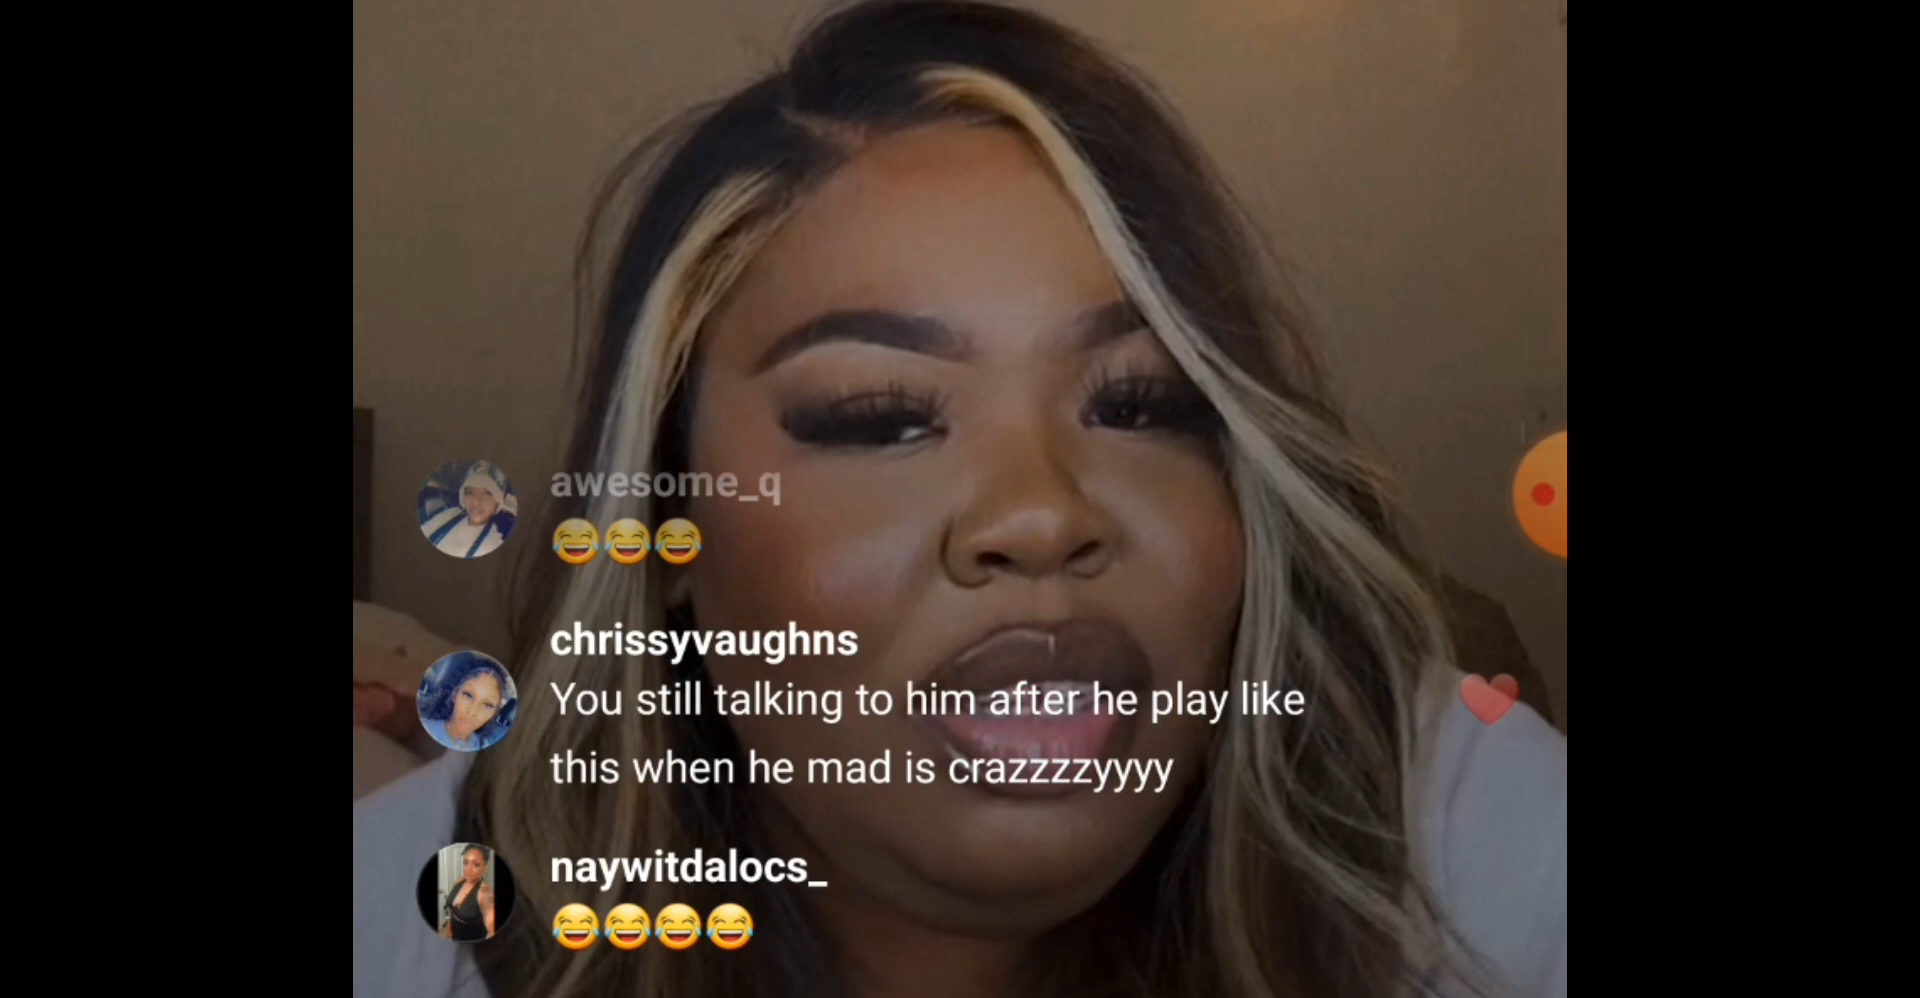 awesome_q
😂😂😂
chrissyvaughns
You still talking to him after he play like
this when he mad is crazzzzyyyy
naywitdalocs_
😂😂😂😂